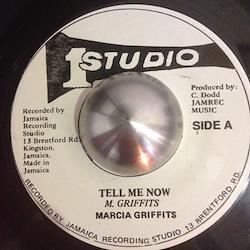 1 STUDIO
Recorded by
Jamaica
Recording
Studio
13 Brentford Rd.
Kingston,
Jamaica.
Made in
Jamaica
Produced by:
C. Dodd
JAMREC
MUSIC
SIDE A
TELL ME NOW
M. GRIFFITS
MARCIA GRIFFITS
RECORDED BY JAMAICA RECORDING STUDIO 13 BRENTFORD RD.